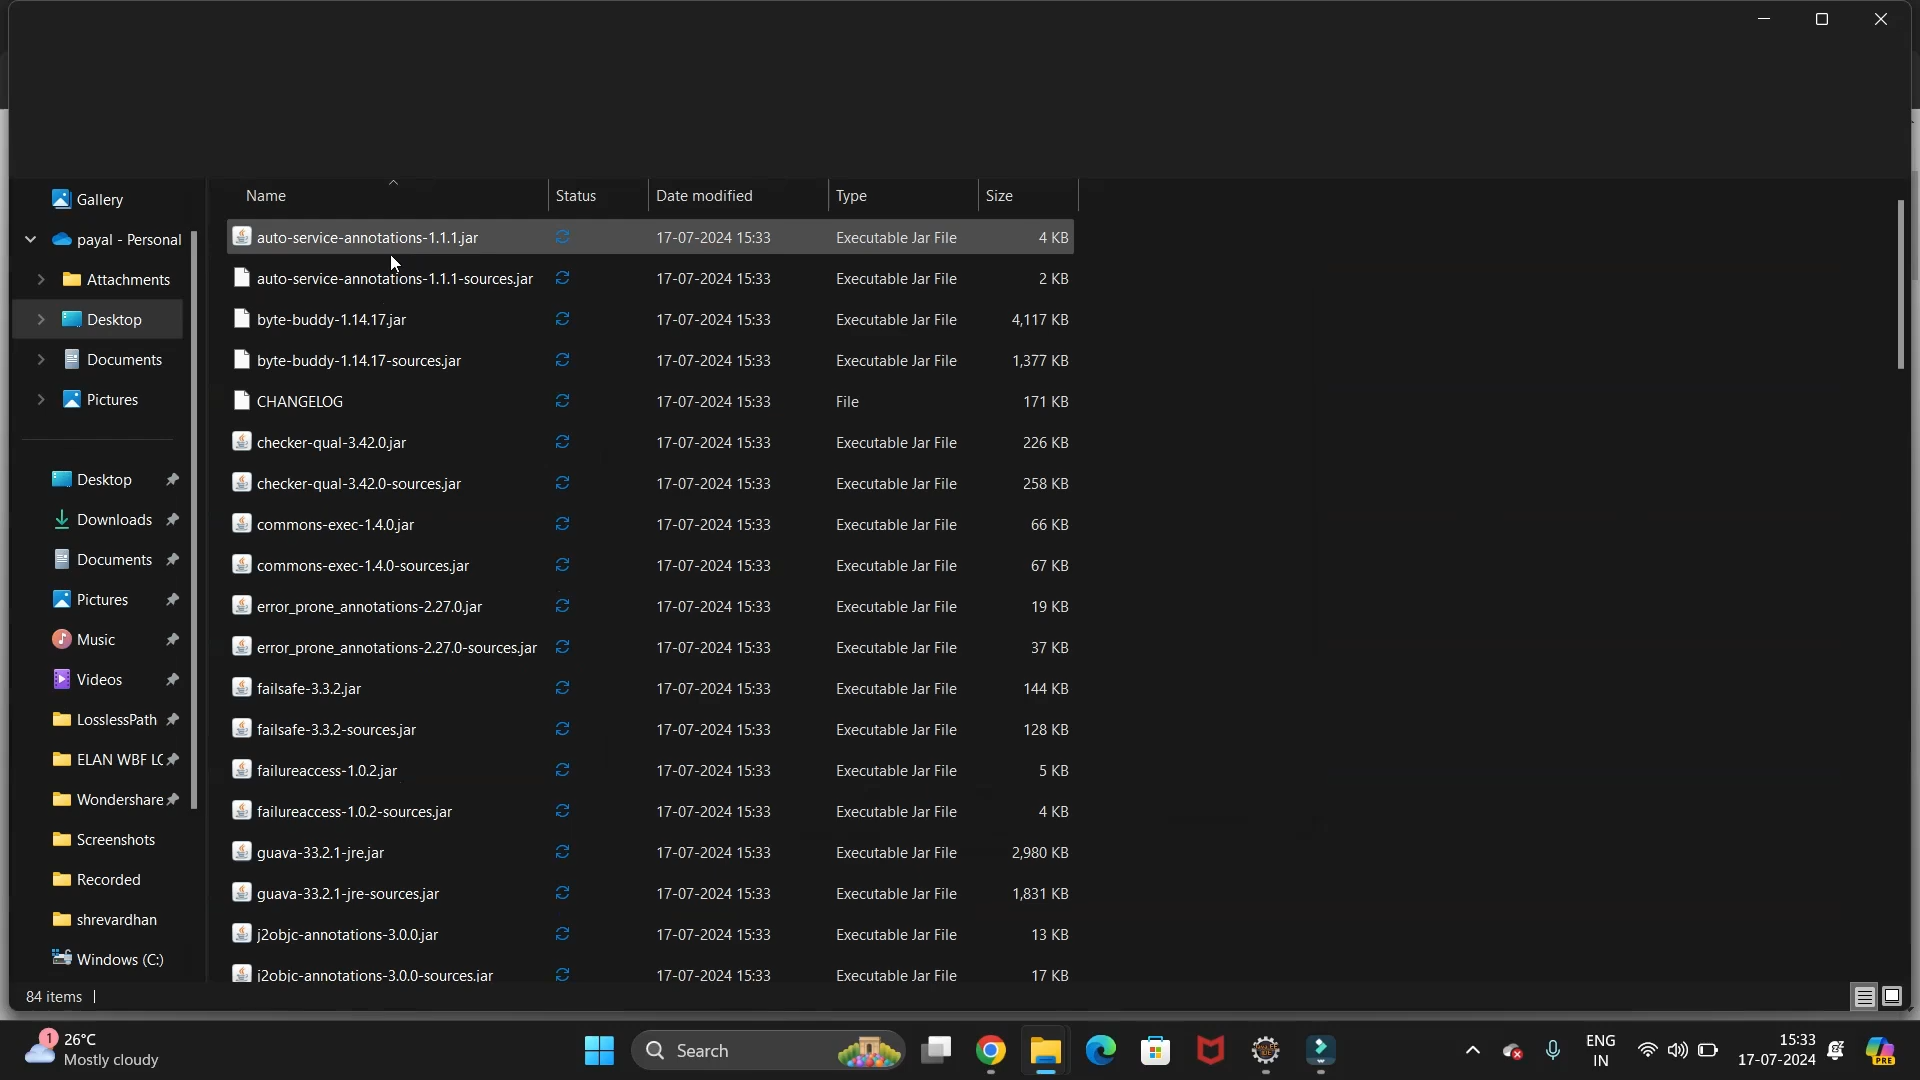 Name Status Date modified Type Size
Gallery
payal - Personal
Attachments
Desktop
Documents
Pictures
Desktop
Downloads
Documents
Pictures
Music
Videos
LosslessPath
ELAN WBF LC
Wondershare
Screenshots
Recorded
shrevardhan
Windows (C:)
auto-service-annotations-1.1.1.jar 17-07-2024 15:33 Executable Jar File 4 KB
auto-service-annotations-1.1.1-sources.jar 17-07-2024 15:33 Executable Jar File 2 KB
byte-buddy-1.14.17.jar 17-07-2024 15:33 Executable Jar File 4,117 KB
byte-buddy-1.14.17-sources.jar 17-07-2024 15:33 Executable Jar File 1,377 KB
CHANGELOG 17-07-2024 15:33 File 171 KB
checker-qual-3.42.0.jar 17-07-2024 15:33 Executable Jar File 226 KB
checker-qual-3.42.0-sources.jar 17-07-2024 15:33 Executable Jar File 258 KB
commons-exec-1.4.0.jar 17-07-2024 15:33 Executable Jar File 66 KB
commons-exec-1.4.0-sources.jar 17-07-2024 15:33 Executable Jar File 67 KB
error_prone_annotations-2.27.0.jar 17-07-2024 15:33 Executable Jar File 19 KB
error_prone_annotations-2.27.0-sources.jar 17-07-2024 15:33 Executable Jar File 37 KB
failsafe-3.3.2.jar 17-07-2024 15:33 Executable Jar File 144 KB
failsafe-3.3.2-sources.jar 17-07-2024 15:33 Executable Jar File 128 KB
failureaccess-1.0.2.jar 17-07-2024 15:33 Executable Jar File 5 KB
failureaccess-1.0.2-sources.jar 17-07-2024 15:33 Executable Jar File 4 KB
guava-33.2.1-jre.jar 17-07-2024 15:33 Executable Jar File 2,980 KB
guava-33.2.1-jre-sources.jar 17-07-2024 15:33 Executable Jar File 1,831 KB
j2objc-annotations-3.0.0.jar 17-07-2024 15:33 Executable Jar File 13 KB
j2objc-annotations-3.0.0-sources.jar 17-07-2024 15:33 Executable Jar File 17 KB
84 items
1
26°C
Mostly cloudy
Search
ENG
IN
15:33
17-07-2024
PRE